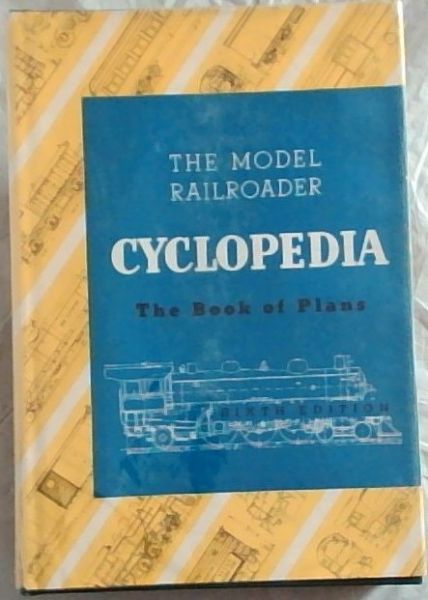 THE MODEL
RAILROADER
CYCLOPEDIA
The Book of Plans
SIXTH EDITION